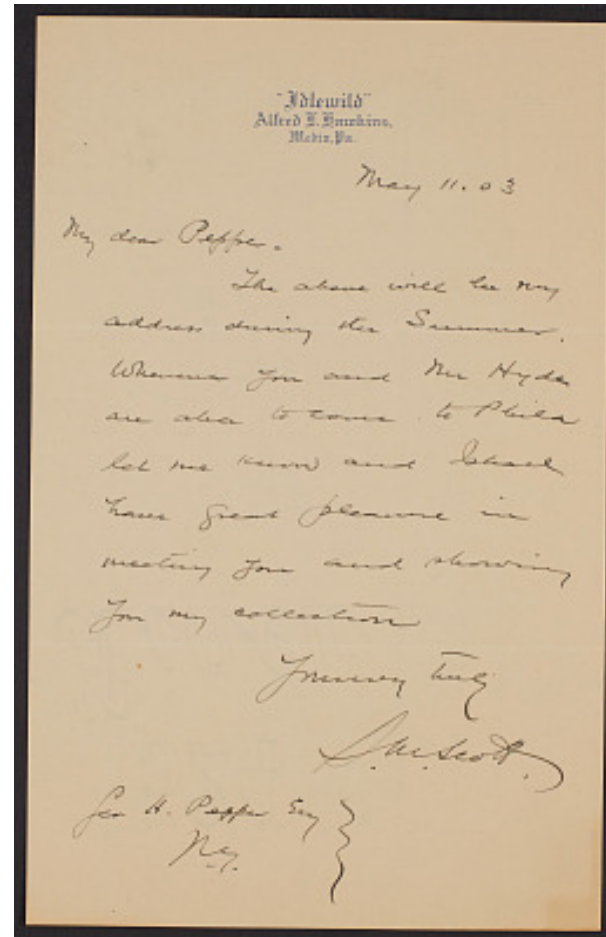 "Idlewild"
Alfred L. Hawkins,
Media, Pa.
May 11. 03
My dear Pepper.
The above will be my
address during the Summer.
Whenever you and Mr Hyde
are able to come to Phila
let me know and I shall
have great pleasure in
meeting you and showing
you my collection
Yours very truly
Geo H. Pepper Esq
N.Y.